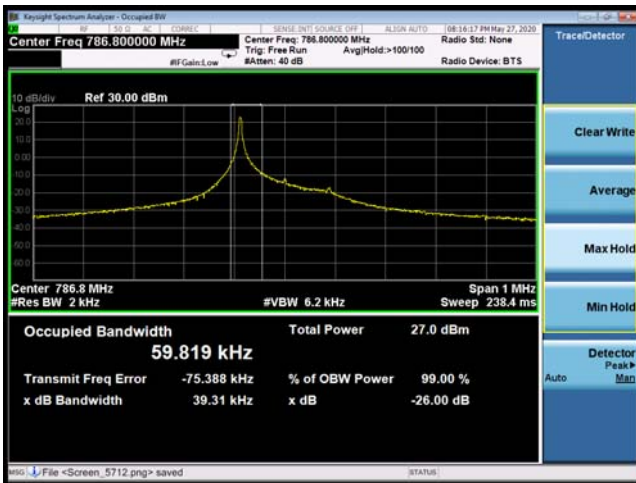 Keysight Spectrum Analyzer - Occupied BW
RF 50 Ω AC CORREC SENSE:INT SOURCE OFF ALIGN AUTO 08:16:17 PM May 27, 2020
Center Freq 786.800000 MHz
Center Freq: 786.800000 MHz
Radio Std: None
Trig: Free Run Avg|Hold:>100/100
#IFGain:Low #Atten: 40 dB
Radio Device: BTS
Trace/Detector
10 dB/div Ref 30.00 dBm
Log
20.0
10.0
0.00
-10.0
-20.0
-30.0
-40.0
-50.0
-60.0
Center 786.8 MHz
Span 1 MHz
#Res BW 2 kHz
#VBW 6.2 kHz
Sweep 238.4 ms
Occupied Bandwidth
59.819 kHz
Total Power 27.0 dBm
Transmit Freq Error -75.388 kHz
% of OBW Power 99.00 %
x dB Bandwidth 39.31 kHz
x dB -26.00 dB
Clear Write
Average
Max Hold
Min Hold
Detector
Peak▶
Auto Man
MSG File <Screen_5712.png> saved
STATUS